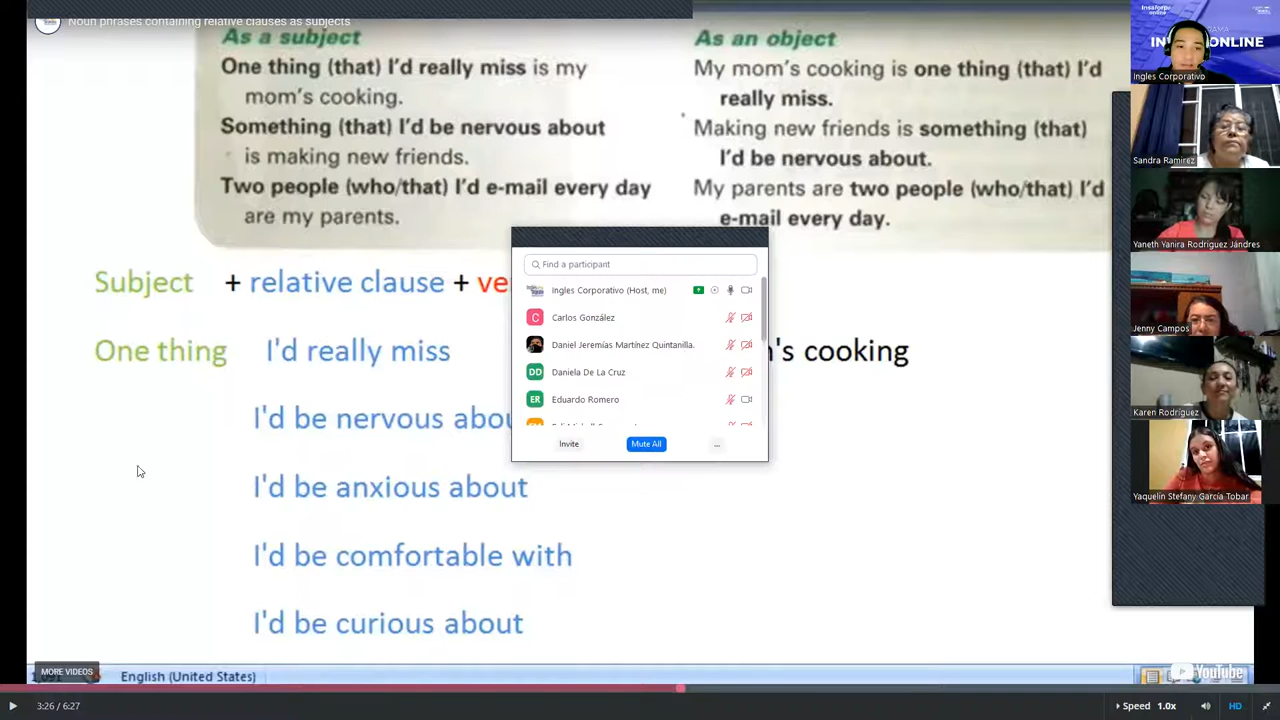 Noun phrases containing relative clauses as subjects
As a subject
One thing (that) I'd really miss is my
mom's cooking.
Something (that) I'd be nervous about
is making new friends.
Two people (who/that) I'd e-mail every day
are my parents.
As an object
My mom's cooking is one thing (that) I'd
really miss.
Making new friends is something (that)
I'd be nervous about.
My parents are two people (who/that) I'd
e-mail every day.
Subject + relative clause +
One thing I'd really miss cooking
I'd be nervous
I'd be anxious about
I'd be comfortable with
I'd be curious about
Find a participant
Ingles Corporativo (Host, me)
C Carlos González
Daniel Jeremías Martínez Quintanilla.
DD Daniela De La Cruz
ER Eduardo Romero
Invite Mute All ...
Insaforp
online
ONLINE
Ingles Corporativo
Sandra Ramirez
Yaneth Yanira Rodríguez Jándres
Jenny Campos
Karen Rodríguez
Yaquelin Stefany García Tobar
MORE VIDEOS
English (United States)
YouTube
3:26 / 6:27
Speed 1.0x
HD